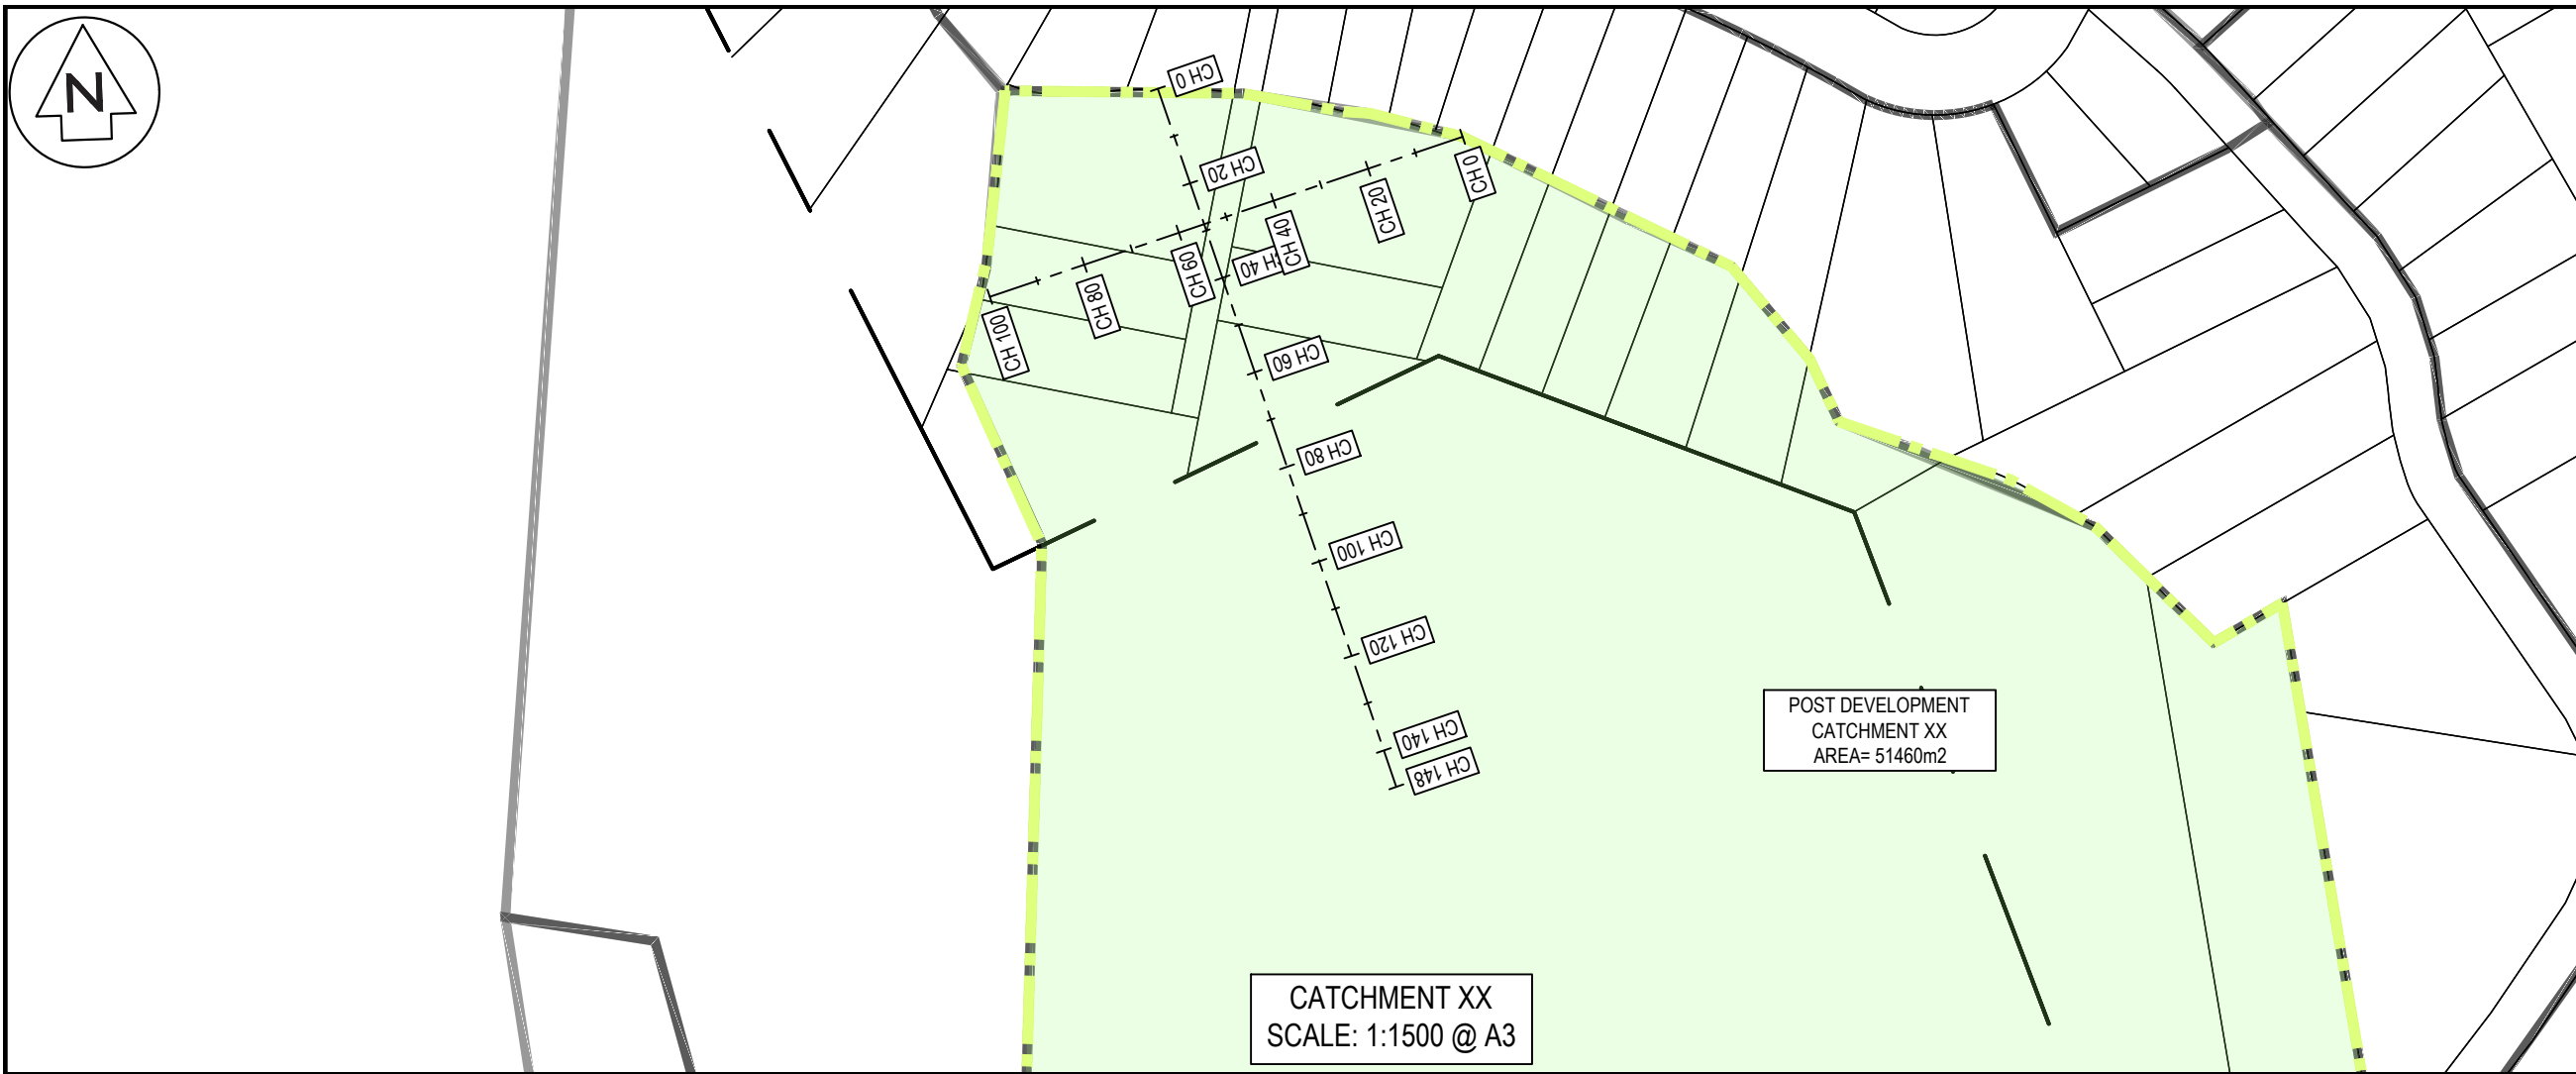 N
CH 0
CH 20
CH 40
CH 60
CH 80
CH 100
CH 120
CH 140
CH 148
CH 0
CH 20
CH 40
CH 60
CH 80
CH 100
POST DEVELOPMENT
CATCHMENT XX
AREA= 51460m2
CATCHMENT XX
SCALE: 1:1500 @ A3